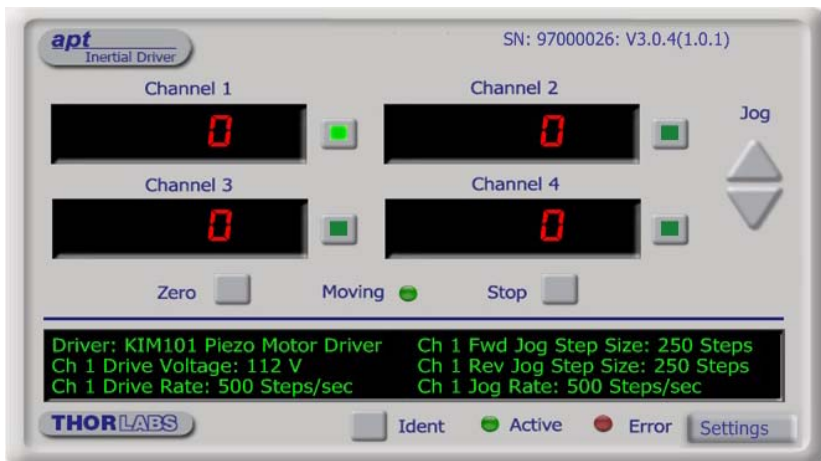 apt
Inertial Driver
SN: 97000026: V3.0.4(1.0.1)
Channel 1
Channel 2
0
0
Jog
Channel 3
Channel 4
0
0
Zero
Moving
Stop
Driver: KIM101 Piezo Motor Driver
Ch 1 Drive Voltage: 112 V
Ch 1 Drive Rate: 500 Steps/sec
Ch 1 Fwd Jog Step Size: 250 Steps
Ch 1 Rev Jog Step Size: 250 Steps
Ch 1 Jog Rate: 500 Steps/sec
THORLABS
Ident
Active
Error
Settings